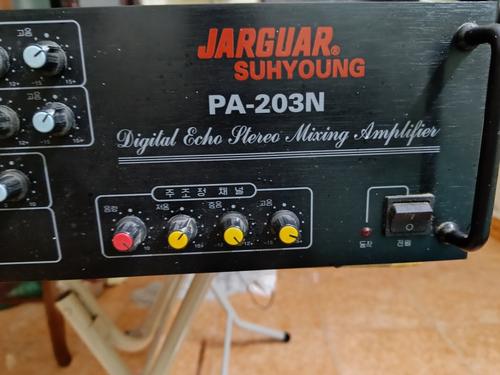 고음
JARGUAR®
SUHYOUNG
고음
PA-203N
Digital Echo Stereo Mixing Amplifier
주 조 정 채 널
음량 저음 중음 고음
동작 전원